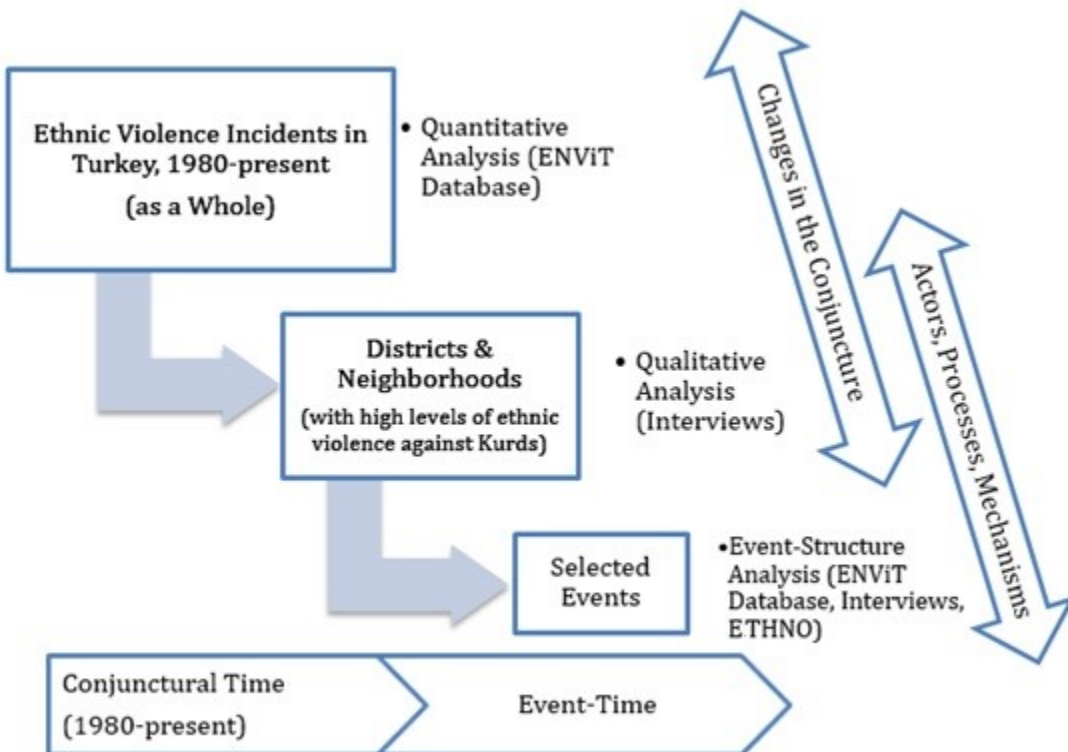 Ethnic Violence Incidents in
Turkey, 1980-present
(as a Whole)
• Quantitative
Analysis (ENViT
Database)
Districts &
Neighborhoods
(with high levels of ethnic
violence against Kurds)
• Qualitative
Analysis
(Interviews)
Selected
Events
•Event-Structure
Analysis (ENViT
Database, Interviews,
ETHNO)
Changes in the Conjuncture
Actors, Processes, Mechanisms
Conjunctural Time
(1980-present)
Event-Time